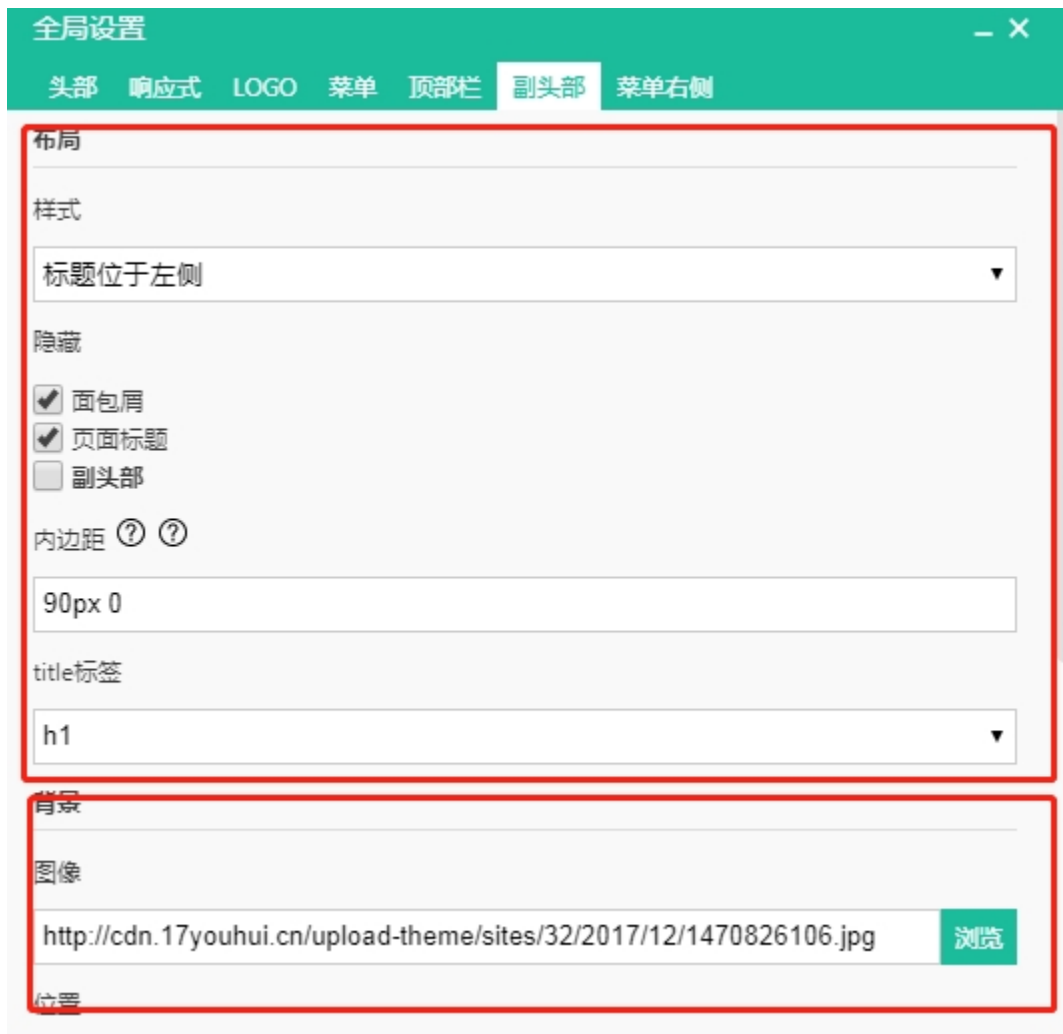 全局设置
头部 响应式 LOGO 菜单 顶部栏 副头部 菜单右侧
布局
样式
标题位于左侧
隐藏
面包屑
页面标题
副头部
内边距 ? ?
90px 0
title标签
h1
背景
图像
http://cdn.17youhui.cn/upload-theme/sites/32/2017/12/1470826106.jpg 浏览
位置